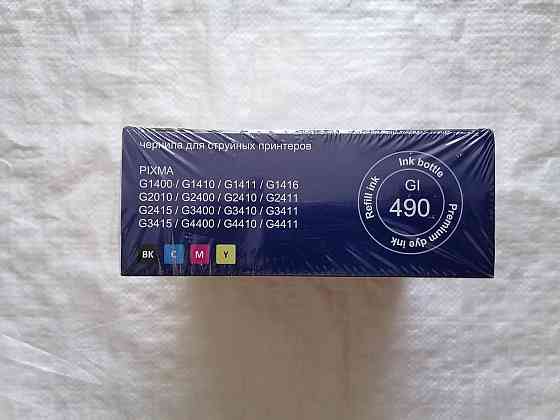 чернила для струйных принтеров
PIXMA
G1400 / G1410 / G1411 / G1416
G2010 / G2400 / G2410 / G2411
G2415 / G3400 / G3410 / G3411
G3415 / G4400 / G4410 / G4411
BK C M Y
Ink bottle
Refill ink
GI
490
Premium dye ink